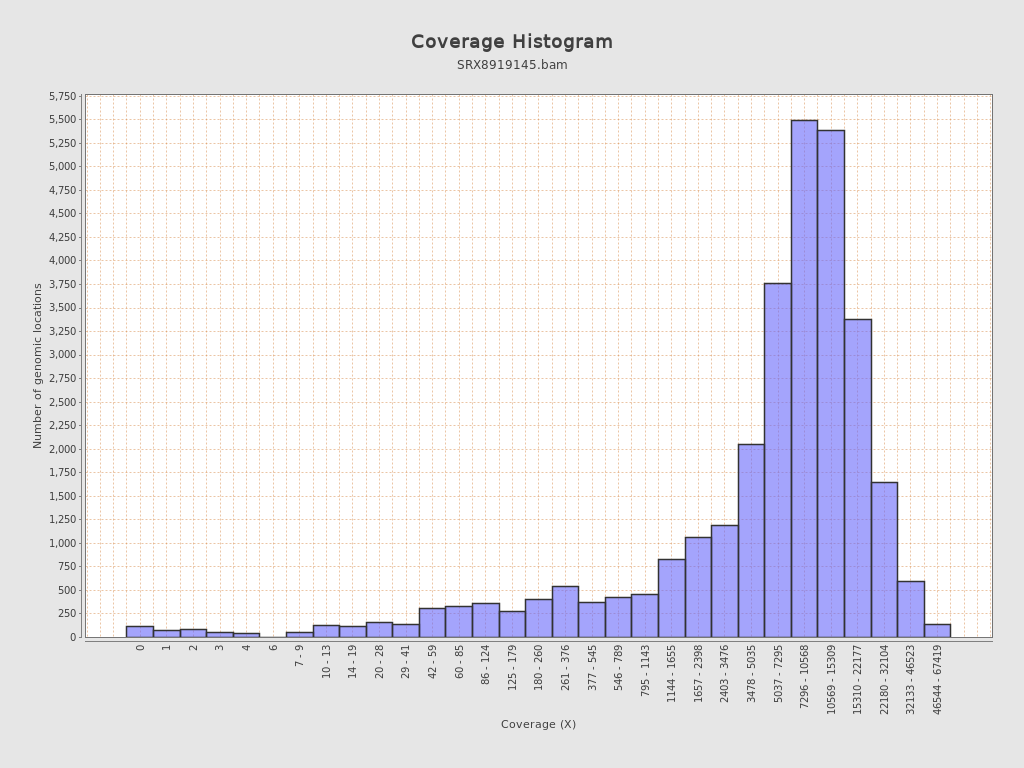 Coverage Histogram
SRX8919145.bam
Number of genomic locations
5,750
5,500
5,250
5,000
4,750
4,500
4,250
4,000
3,750
3,500
3,250
3,000
2,750
2,500
2,250
2,000
1,750
1,500
1,250
1,000
750
500
250
0
0
1
2
3
4
6
7 - 9
10 - 13
14 - 19
20 - 28
29 - 41
42 - 59
60 - 85
86 - 124
125 - 179
180 - 260
261 - 376
377 - 545
546 - 789
795 - 1143
1144 - 1655
1657 - 2398
2403 - 3476
3478 - 5035
5037 - 7295
7296 - 10568
10569 - 15309
15310 - 22177
22180 - 32104
32133 - 46523
46544 - 67419
Coverage (X)